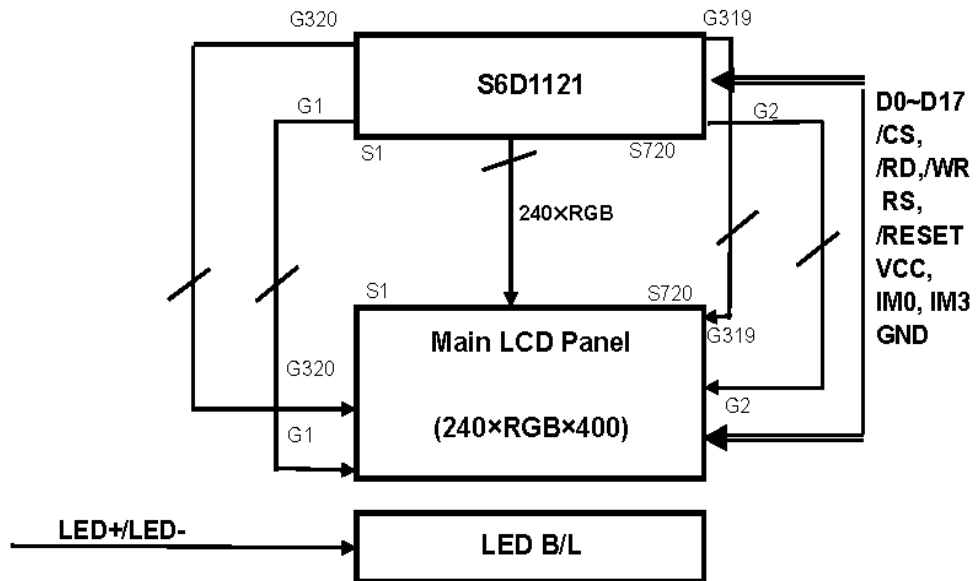 G320
G319
S6D1121
G1
G2
S1
S720
D0~D17
/CS,
/RD,/WR
RS,
/RESET
VCC,
IM0, IM3
GND
240×RGB
S1
S720
Main LCD Panel
G319
G320
(240×RGB×400)
G2
G1
LED+/LED-
LED B/L